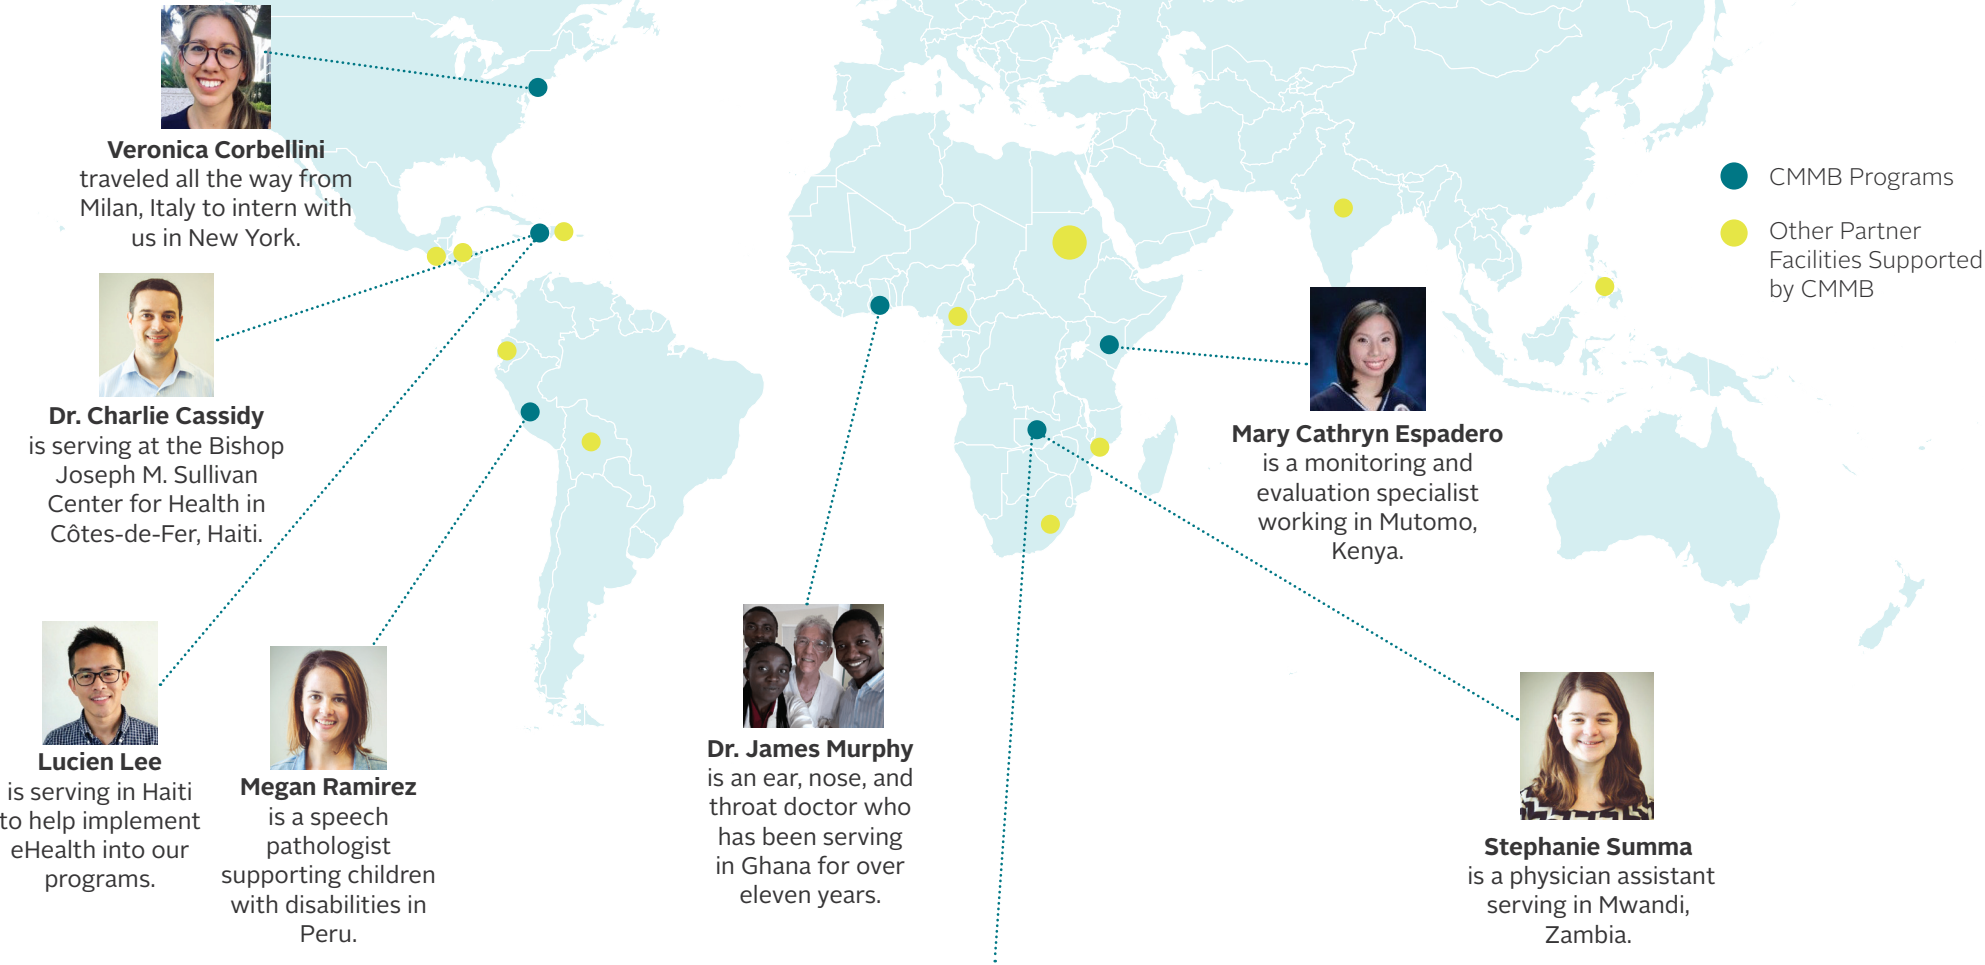 Veronica Corbellini
traveled all the way from
Milan, Italy to intern with
us in New York.
CMMB Programs
Other Partner
Facilities Supported
by CMMB
Dr. Charlie Cassidy
is serving at the Bishop
Joseph M. Sullivan
Center for Health in
Côtes-de-Fer, Haiti.
Mary Cathryn Espadero
is a monitoring and
evaluation specialist
working in Mutomo,
Kenya.
Lucien Lee
is serving in Haiti
to help implement
eHealth into our
programs.
Megan Ramirez
is a speech
pathologist
supporting children
with disabilities in
Peru.
Dr. James Murphy
is an ear, nose, and
throat doctor who
has been serving
in Ghana for over
eleven years.
Stephanie Summa
is a physician assistant
serving in Mwandi,
Zambia.